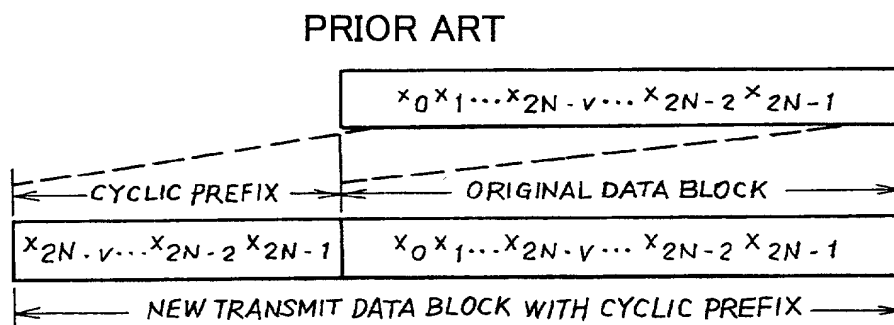 PRIOR ART
x0 x1...x2N-v...x2N-2 x2N-1
CYCLIC PREFIX ORIGINAL DATA BLOCK
x2N-v...x2N-2 x2N-1 x0 x1...x2N-v...x2N-2 x2N-1
NEW TRANSMIT DATA BLOCK WITH CYCLIC PREFIX